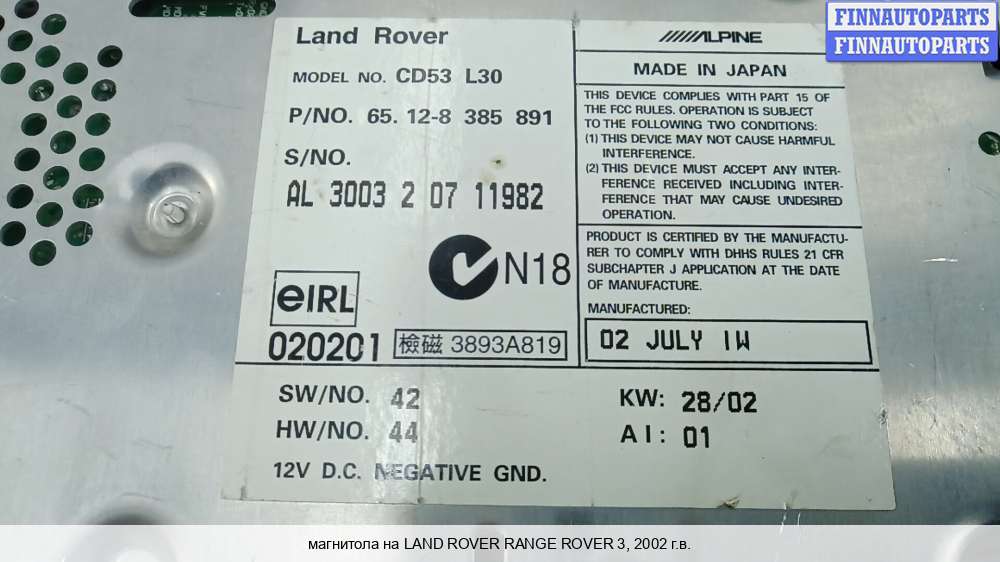 FINNAUTOPARTS
FINNAUTOPARTS
Land Rover
MODEL NO. CD53 L30
P/NO. 65. 12-8 385 891
S/NO.
AL 3003 2 07 11982
N18
eIRL
020201
檢磁 3893A819
ALPINE
MADE IN JAPAN
THIS DEVICE COMPLIES WITH PART 15 OF
THE FCC RULES. OPERATION IS SUBJECT
TO THE FOLLOWING TWO CONDITIONS:
(1) THIS DEVICE MAY NOT CAUSE HARMFUL
INTERFERENCE.
(2) THIS DEVICE MUST ACCEPT ANY INTER-
FERENCE RECEIVED INCLUDING INTER-
FERENCE THAT MAY CAUSE UNDESIRED
OPERATION.
PRODUCT IS CERTIFIED BY THE MANUFACTU-
RER TO COMPLY WITH DHHS RULES 21 CFR
SUBCHAPTER J APPLICATION AT THE DATE
OF MANUFACTURE.
MANUFACTURED:
02 JULY IW
SW/NO. 42
HW/NO. 44
12V D.C. NEGATIVE GND.
KW: 28/02
AI: 01
магнитола на LAND ROVER RANGE ROVER 3, 2002 г.в.